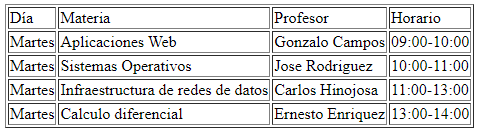 Día Materia Profesor Horario
Martes Aplicaciones Web Gonzalo Campos 09:00-10:00
Martes Sistemas Operativos Jose Rodriguez 10:00-11:00
Martes Infraestructura de redes de datos Carlos Hinojosa 11:00-13:00
Martes Calculo diferencial Ernesto Enriquez 13:00-14:00